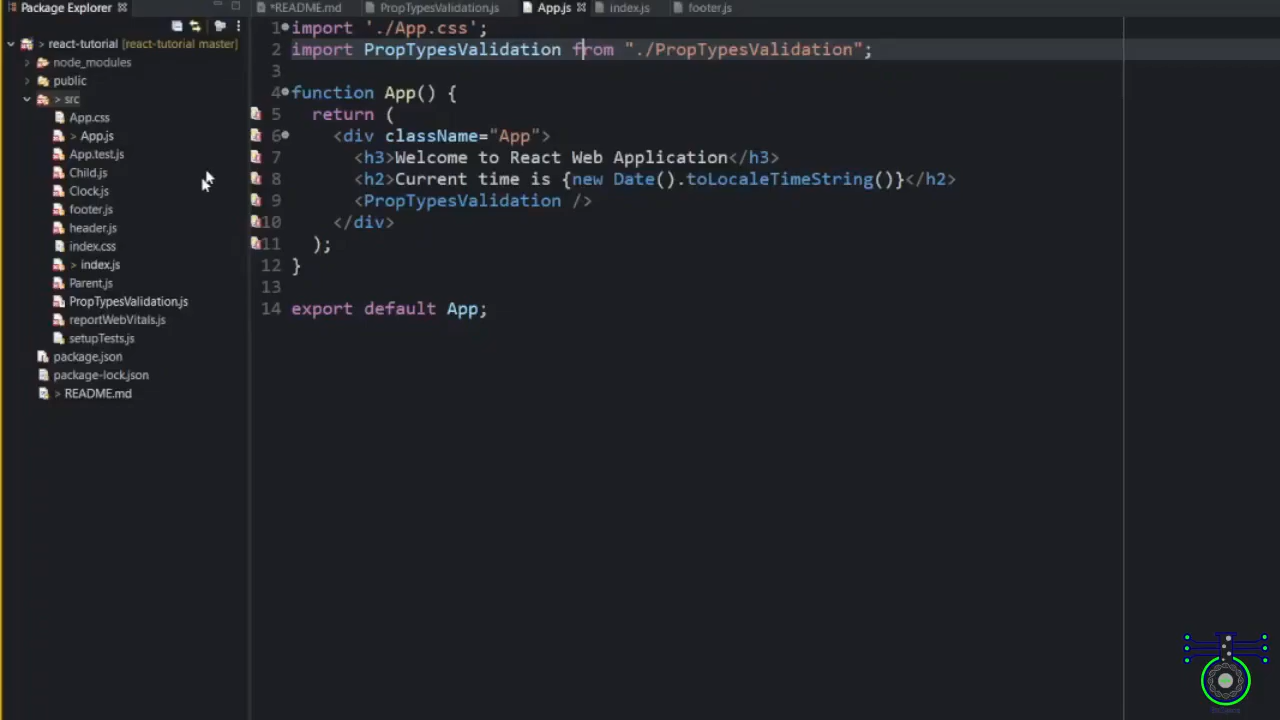 Package Explorer
*README.md PropTypesValidation.js App.js index.js footer.js
react-tutorial [react-tutorial master]
node_modules
public
> src
App.css
> App.js
App.test.js
Child.js
Clock.js
footer.js
header.js
index.css
> index.js
Parent.js
PropTypesValidation.js
reportWebVitals.js
setupTests.js
package.json
package-lock.json
> README.md
1 import './App.css';
2 import PropTypesValidation from "./PropTypesValidation";
3
4 function App() {
5 return (
6 <div className="App">
7 <h3>Welcome to React Web Application</h3>
8 <h2>Current time is {new Date().toLocaleTimeString()}</h2>
9 <PropTypesValidation />
10 </div>
11 );
12 }
13
14 export default App;